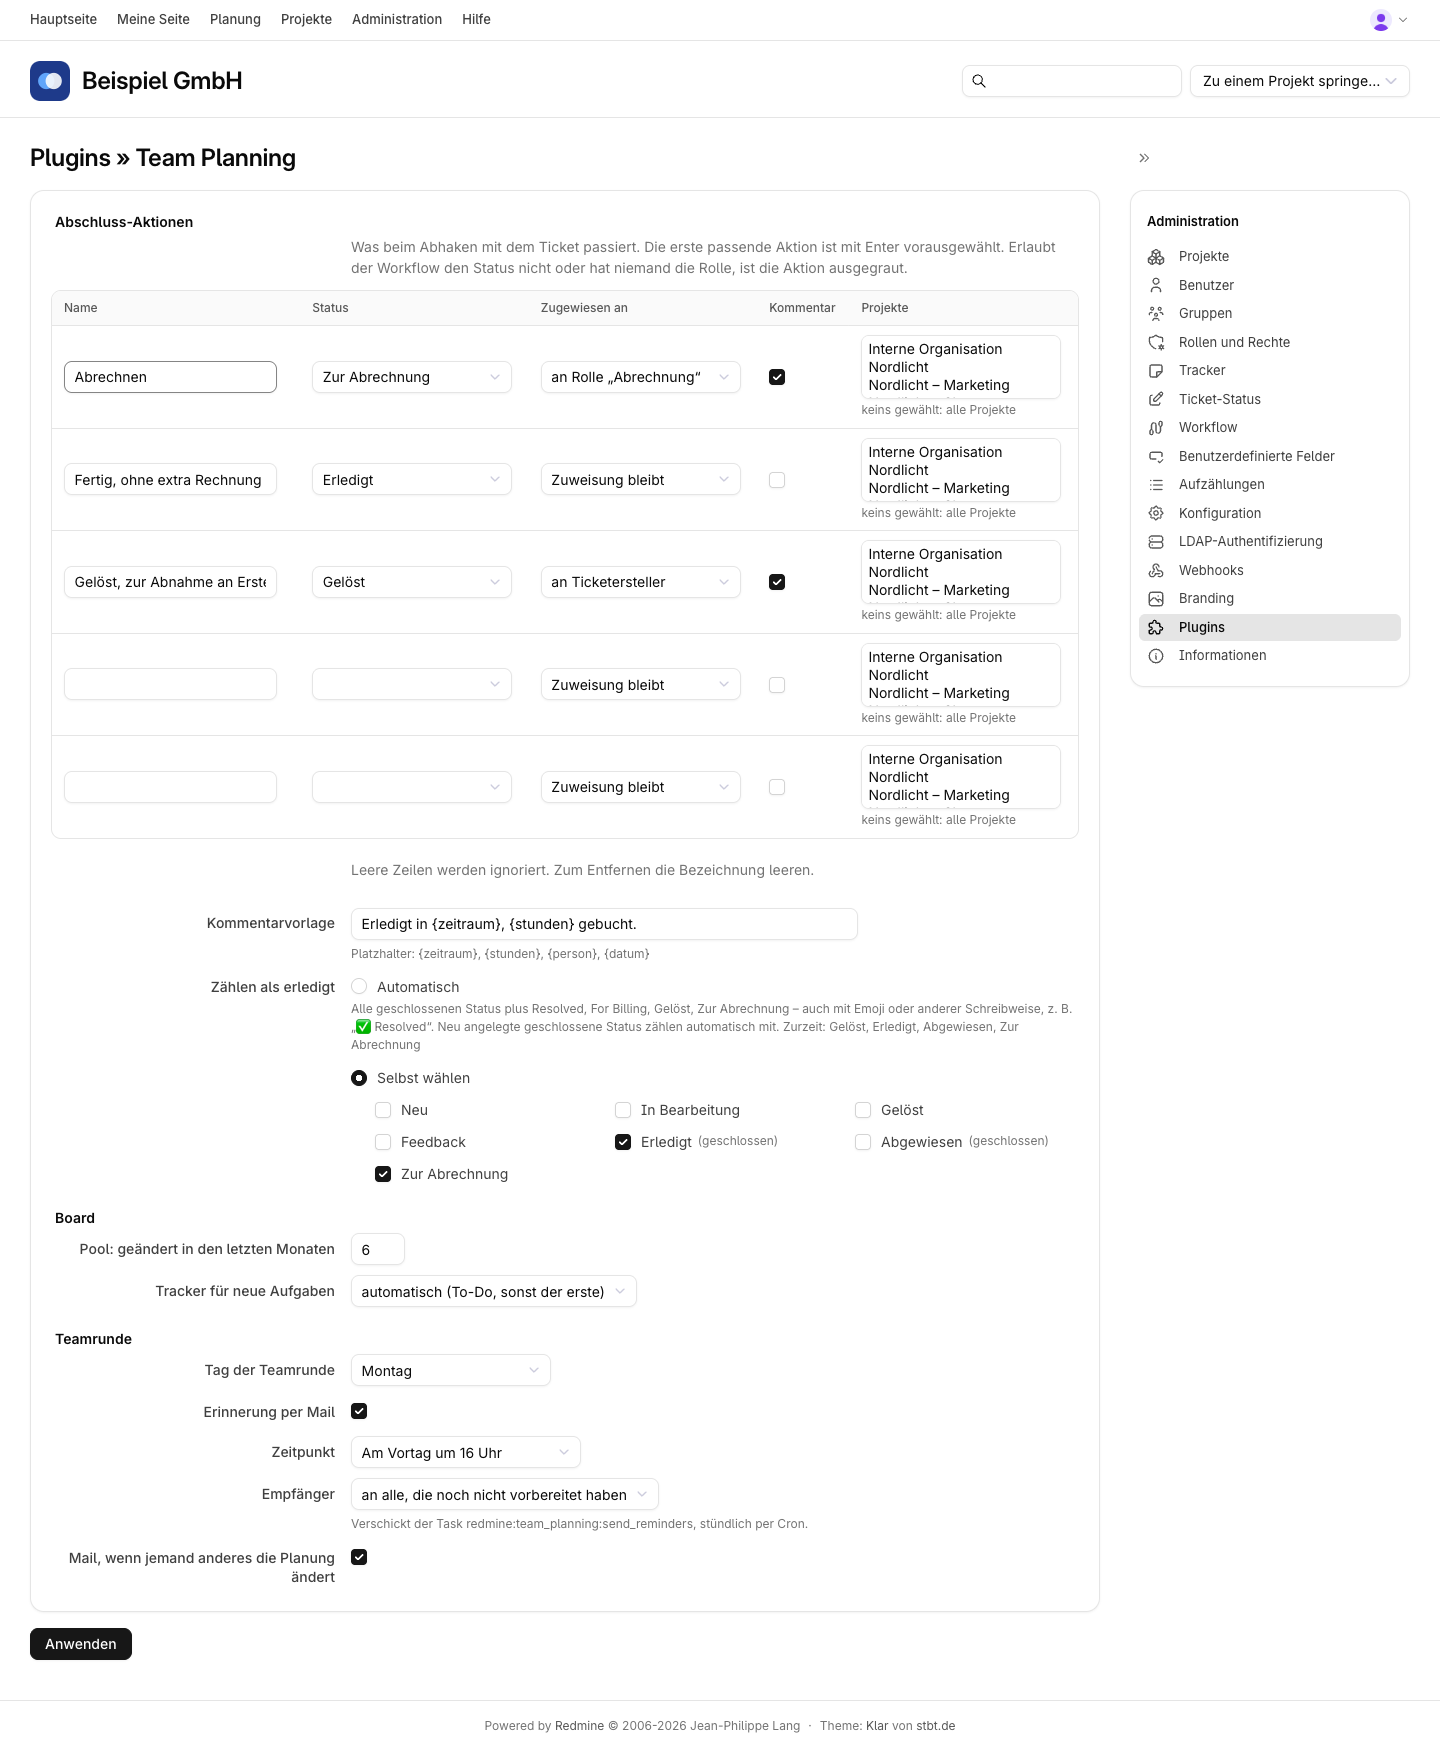 Hauptseite Meine Seite Planung Projekte Administration Hilfe
Beispiel GmbH
Zu einem Projekt springe...
Plugins » Team Planning
Abschluss-Aktionen
Was beim Abhaken mit dem Ticket passiert. Die erste passende Aktion ist mit Enter vorausgewählt. Erlaubt
der Workflow den Status nicht oder hat niemand die Rolle, ist die Aktion ausgegraut.
Name Status Zugewiesen an Kommentar Projekte
Abrechnen Zur Abrechnung an Rolle „Abrechnung“
Interne Organisation
Nordlicht
Nordlicht – Marketing
keins gewählt: alle Projekte
Fertig, ohne extra Rechnung Erledigt Zuweisung bleibt
Interne Organisation
Nordlicht
Nordlicht – Marketing
keins gewählt: alle Projekte
Gelöst, zur Abnahme an Erste Gelöst an Ticketersteller
Interne Organisation
Nordlicht
Nordlicht – Marketing
keins gewählt: alle Projekte
Zuweisung bleibt
Interne Organisation
Nordlicht
Nordlicht – Marketing
keins gewählt: alle Projekte
Zuweisung bleibt
Interne Organisation
Nordlicht
Nordlicht – Marketing
keins gewählt: alle Projekte
Leere Zeilen werden ignoriert. Zum Entfernen die Bezeichnung leeren.
Kommentarvorlage Erledigt in {zeitraum}, {stunden} gebucht.
Platzhalter: {zeitraum}, {stunden}, {person}, {datum}
Zählen als erledigt Automatisch
Alle geschlossenen Status plus Resolved, For Billing, Gelöst, Zur Abrechnung – auch mit Emoji oder anderer Schreibweise, z. B.
„✅ Resolved“. Neu angelegte geschlossene Status zählen automatisch mit. Zurzeit: Gelöst, Erledigt, Abgewiesen, Zur
Abrechnung
Selbst wählen
Neu In Bearbeitung Gelöst
Feedback Erledigt (geschlossen) Abgewiesen (geschlossen)
Zur Abrechnung
Board
Pool: geändert in den letzten Monaten 6
Tracker für neue Aufgaben automatisch (To-Do, sonst der erste)
Teamrunde
Tag der Teamrunde Montag
Erinnerung per Mail
Zeitpunkt Am Vortag um 16 Uhr
Empfänger an alle, die noch nicht vorbereitet haben
Verschickt der Task redmine:team_planning:send_reminders, stündlich per Cron.
Mail, wenn jemand anderes die Planung
ändert
Anwenden
Administration
Projekte
Benutzer
Gruppen
Rollen und Rechte
Tracker
Ticket-Status
Workflow
Benutzerdefinierte Felder
Aufzählungen
Konfiguration
LDAP-Authentifizierung
Webhooks
Branding
Plugins
Informationen
Powered by Redmine © 2006-2026 Jean-Philippe Lang · Theme: Klar von stbt.de